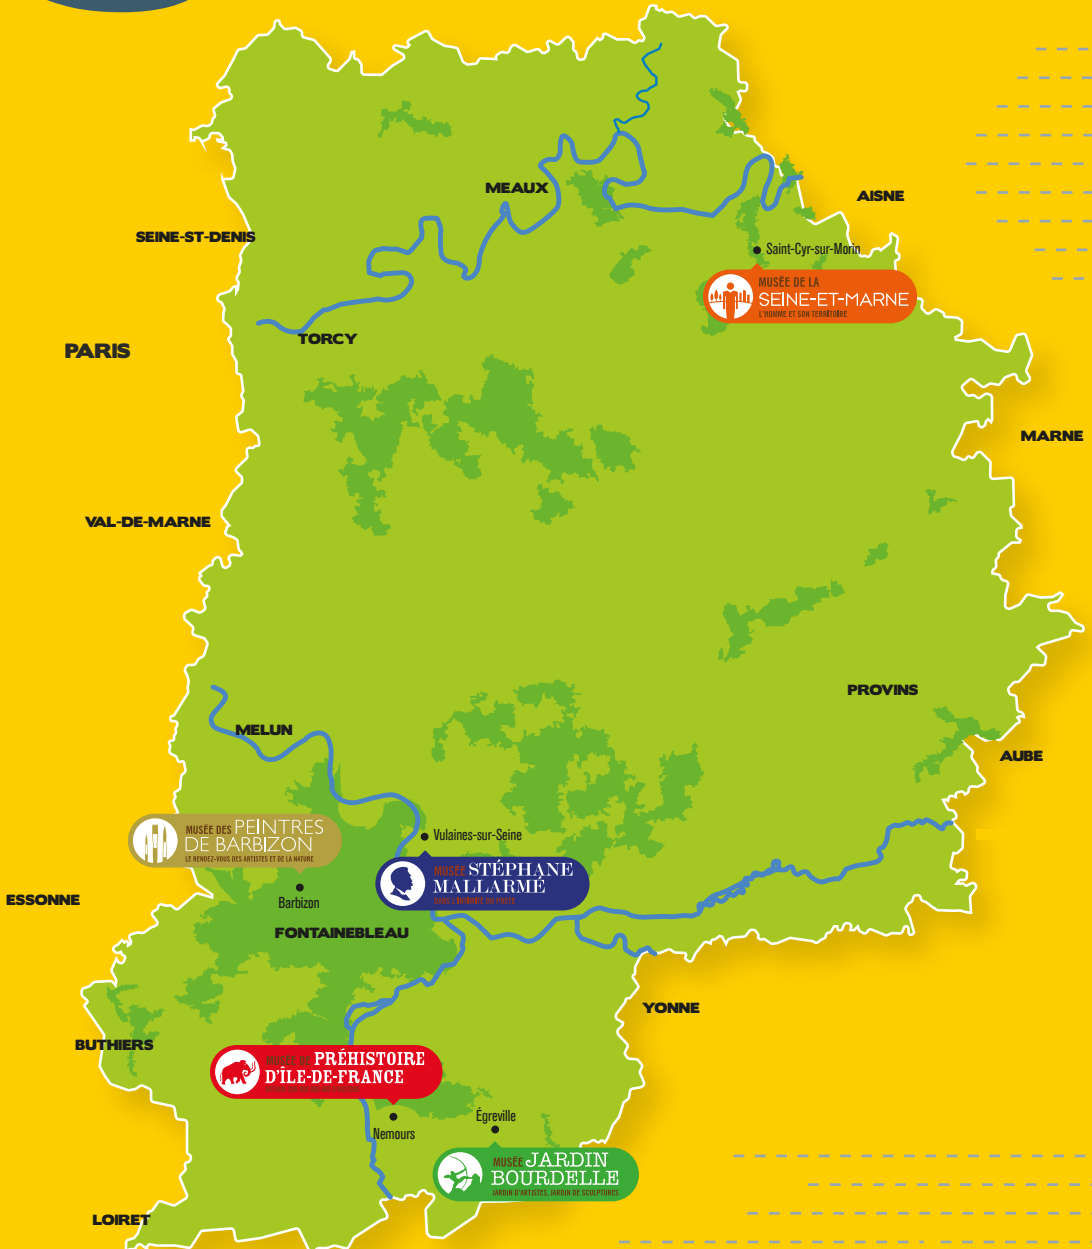 MEAUX
AISNE
SEINE-ST-DENIS
Saint-Cyr-sur-Morin
MUSÉE DE LA
SEINE-ET-MARNE
L'HOMME ET SON TERRITOIRE
TORCY
PARIS
MARNE
VAL-DE-MARNE
PROVINS
MELUN
AUBE
MUSÉE DES PEINTRES
DE BARBIZON
LE RENDEZ-VOUS DES ARTISTES ET DE LA NATURE
Vulaines-sur-Seine
MUSÉE STÉPHANE
MALLARMÉ
DANS L'INTIMITÉ DU POÈTE
ESSONNE
Barbizon
FONTAINEBLEAU
YONNE
BUTHIERS
MUSÉE DE PRÉHISTOIRE
D'ÎLE-DE-FRANCE
Nemours
Égreville
MUSÉE JARDIN
BOURDELLE
JARDIN D'ARTISTES, JARDIN DE SCULPTURES
LOIRET